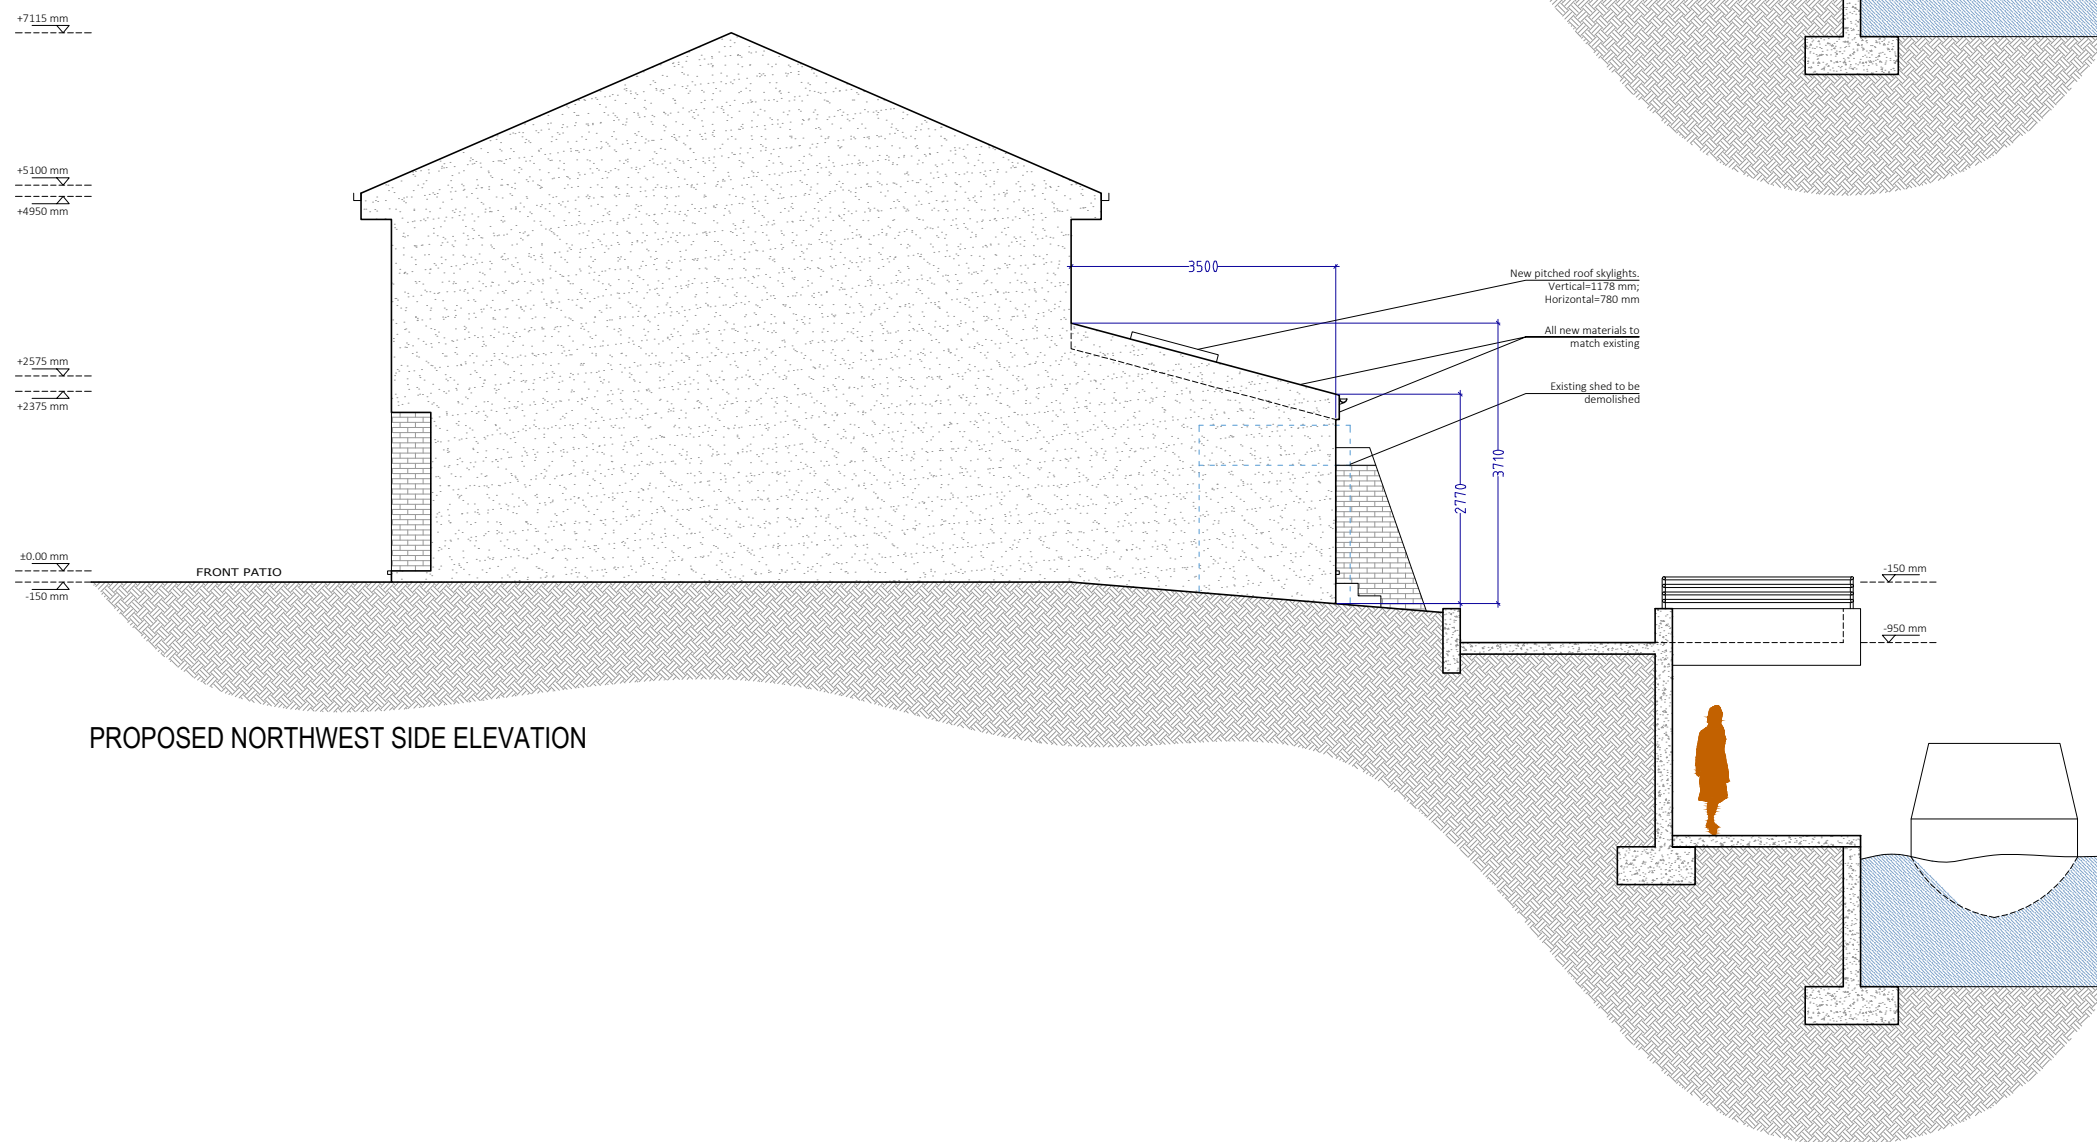 +7115 mm
+5100 mm
+4950 mm
3500
New pitched roof skylights.
Vertical=1178 mm;
Horizontal=780 mm
All new materials to
match existing
+2575 mm
+2375 mm
Existing shed to be
demolished
3710
2770
±0.00 mm
FRONT PATIO
-150 mm
-150 mm
-950 mm
PROPOSED NORTHWEST SIDE ELEVATION